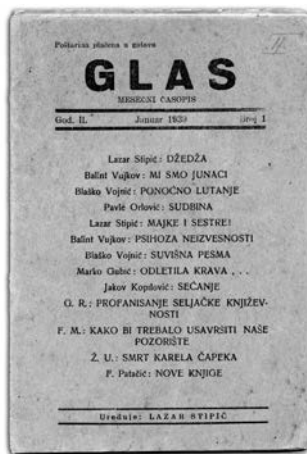 Poštarina plaćena u gotovu
GLAS
MESEČNI ČASOPIS
God. II. Januar 1939 Broj 1
Lazar Stipić: DŽEDŽA
Balint Vujkov: MI SMO JUNACI
Blaško Vojnić: PONOĆNO LUTANJE
Pavle Orlović: SUDBINA
Lazar Stipić: MAJKE I SESTRE!
Balint Vujkov: PSIHOZA NEIZVESNOSTI
Blaško Vojnić: SUVIŠNA PESMA
Marko Gubić: ODLETILA KRAVA . . .
Jakov Kopilović: SEĆANJE
G. R.: PROFANISANJE SELJAČKE KNJIŽEV-
NOSTI
F. M.: KAKO BI TREBALO USAVRŠITI NAŠE
POZORIŠTE
Ž. U.: SMRT KARELA ČAPEKA
P. Patačić: NOVE KNJIGE
Uređuje: LAZAR STIPIĆ